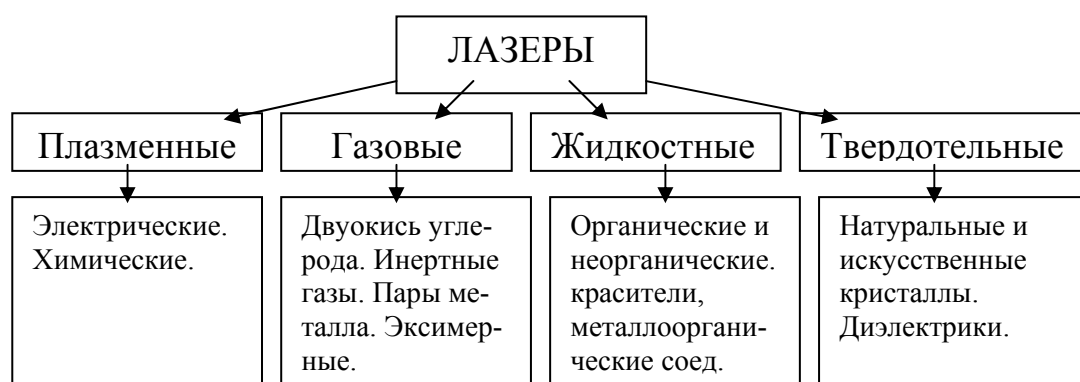 ЛАЗЕРЫ
Плазменные
Газовые
Жидкостные
Твердотельные
Электрические.
Химические.
Двуокись угле-
рода. Инертные
газы. Пары ме-
талла. Эксимер-
ные.
Органические и
неорганические.
красители,
металлооргани-
ческие соед.
Натуральные и
искусственные
кристаллы.
Диэлектрики.